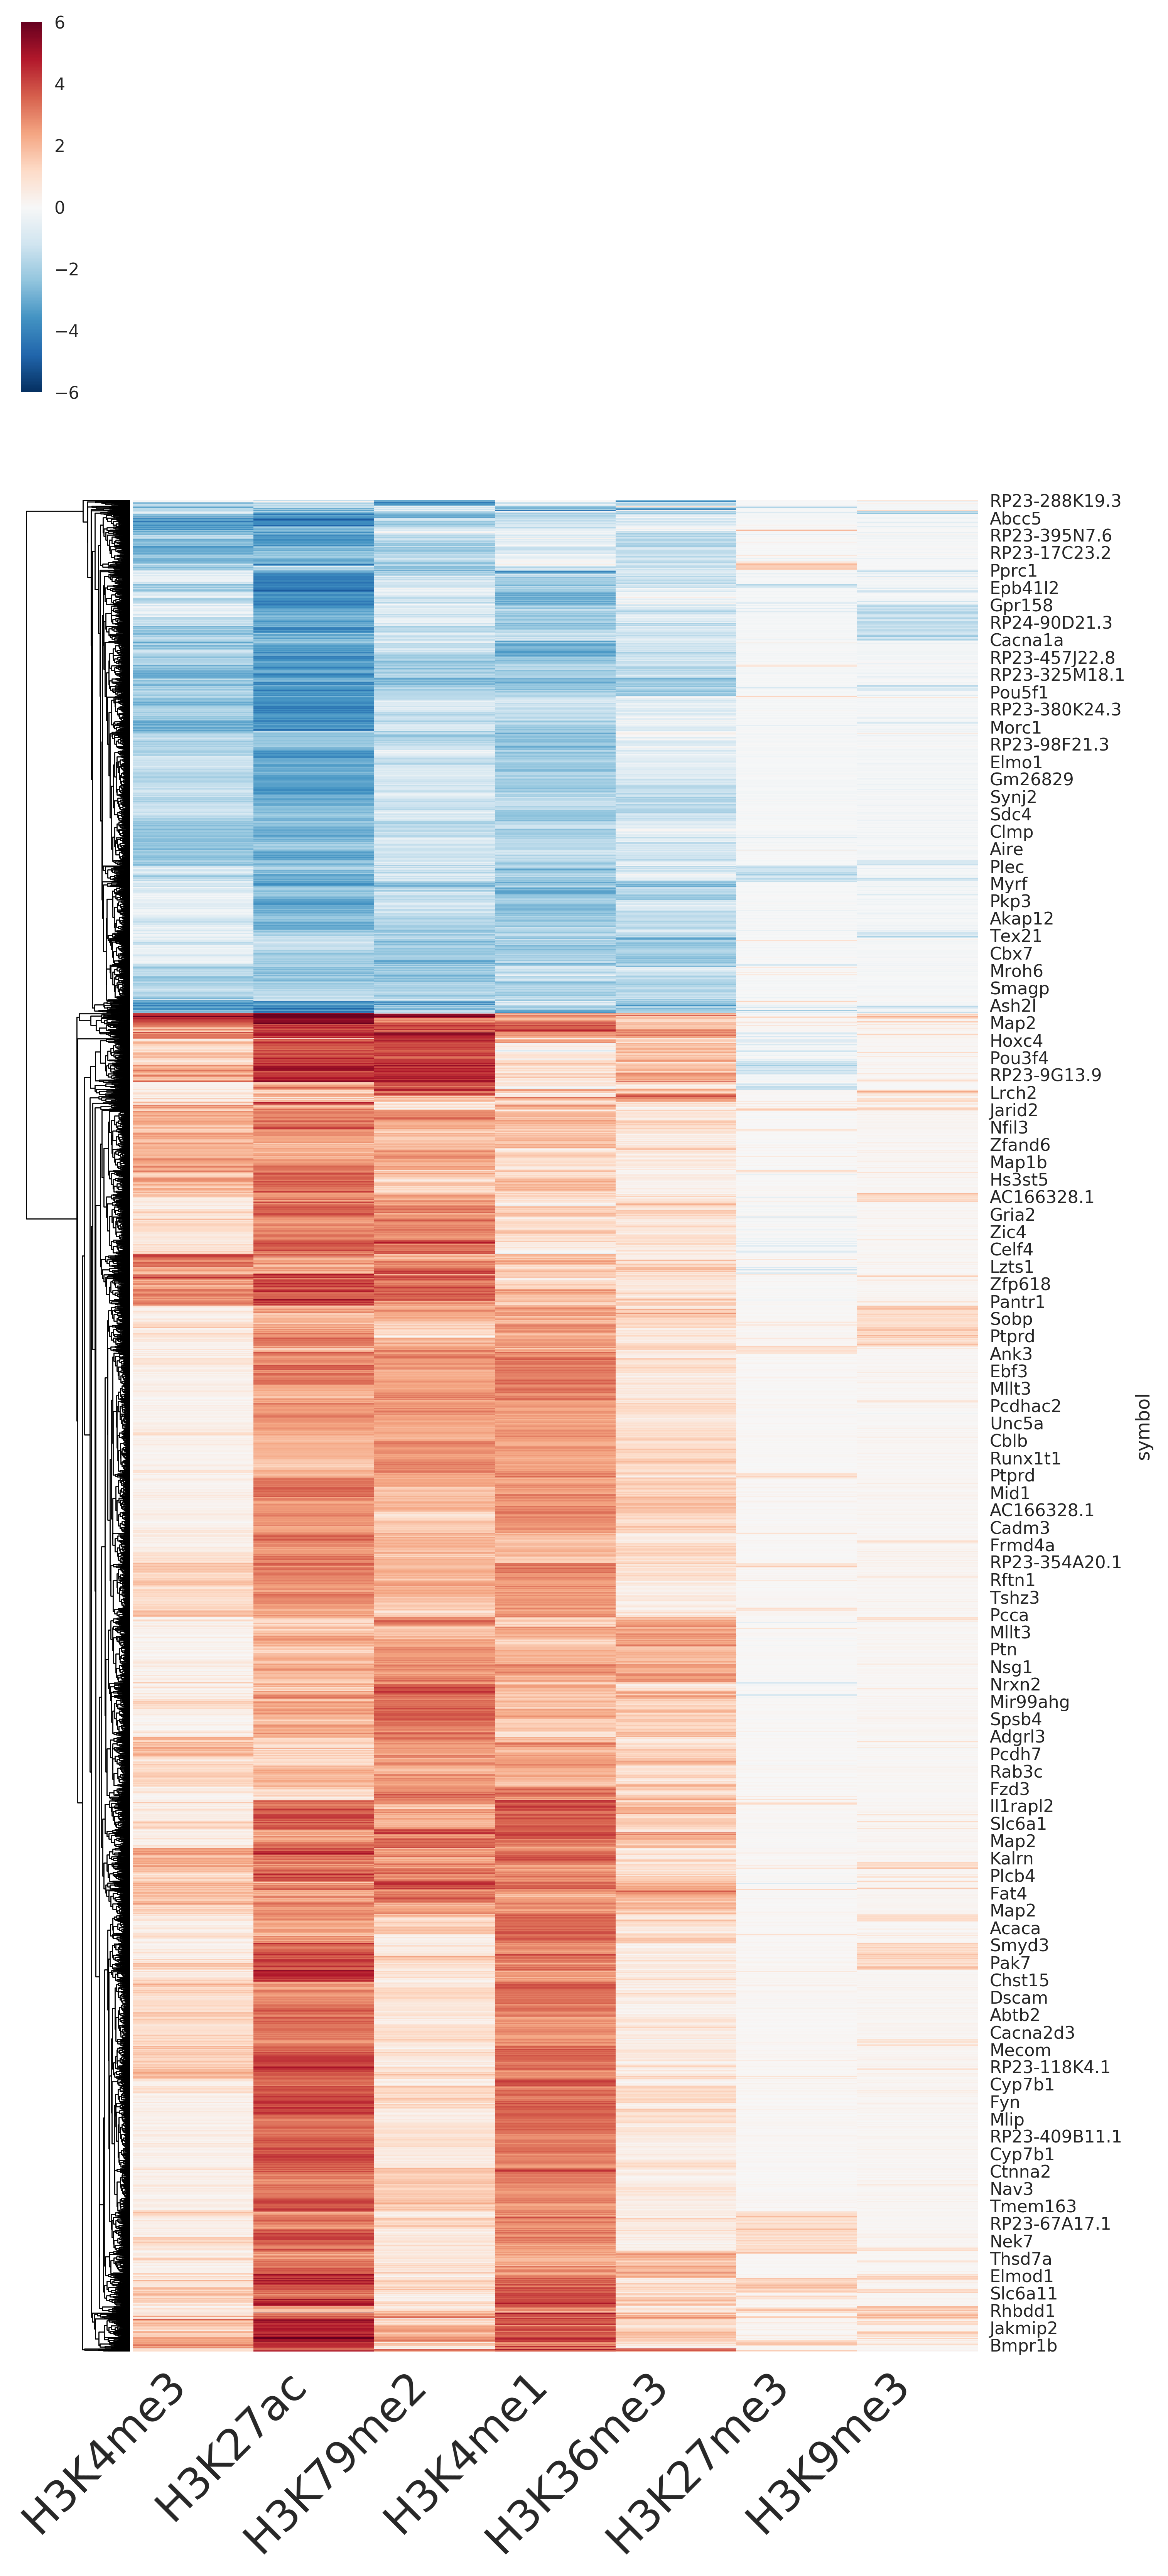 6
4
2
0
−2
−4
−6
RP23-288K19.3
Abcc5
RP23-395N7.6
RP23-17C23.2
Pprc1
Epb41l2
Gpr158
RP24-90D21.3
Cacna1a
RP23-457J22.8
RP23-325M18.1
Pou5f1
RP23-380K24.3
Morc1
RP23-98F21.3
Elmo1
Gm26829
Synj2
Sdc4
Clmp
Aire
Plec
Myrf
Pkp3
Akap12
Tex21
Cbx7
Mroh6
Smagp
Ash2l
Map2
Hoxc4
Pou3f4
RP23-9G13.9
Lrch2
Jarid2
Nfil3
Zfand6
Map1b
Hs3st5
AC166328.1
Gria2
Zic4
Celf4
Lzts1
Zfp618
Pantr1
Sobp
Ptprd
Ank3
Ebf3
Mllt3
Pcdhac2
Unc5a
Cblb
Runx1t1
Ptprd
Mid1
AC166328.1
Cadm3
Frmd4a
RP23-354A20.1
Rftn1
Tshz3
Pcca
Mllt3
Ptn
Nsg1
Nrxn2
Mir99ahg
Spsb4
Adgrl3
Pcdh7
Rab3c
Fzd3
Il1rapl2
Slc6a1
Map2
Kalrn
Plcb4
Fat4
Map2
Acaca
Smyd3
Pak7
Chst15
Dscam
Abtb2
Cacna2d3
Mecom
RP23-118K4.1
Cyp7b1
Fyn
Mlip
RP23-409B11.1
Cyp7b1
Ctnna2
Nav3
Tmem163
RP23-67A17.1
Nek7
Thsd7a
Elmod1
Slc6a11
Rhbdd1
Jakmip2
Bmpr1b
symbol
H3K4me3
H3K27ac
H3K79me2
H3K4me1
H3K36me3
H3K27me3
H3K9me3